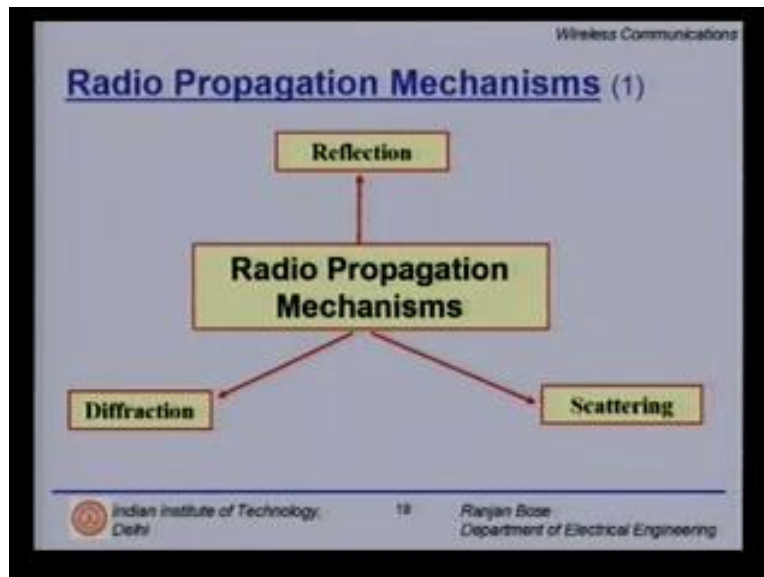 Wireless Communications
Radio Propagation Mechanisms (1)
Reflection
Radio Propagation
Mechanisms
Diffraction
Scattering
Indian Institute of Technology, 19 Ranjan Bose
Delhi Department of Electrical Engineering